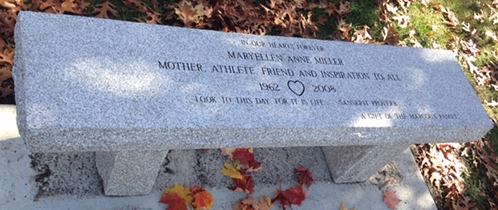 IN OUR HEARTS FOREVER
MARYELLEN ANNE MILLER
MOTHER, ATHLETE, FRIEND AND INSPIRATION TO ALL
1962 2008
"LOOK TO THIS DAY FOR IT IS LIFE" SANSKRIT PROVERB
A GIFT OF THE FAMILY